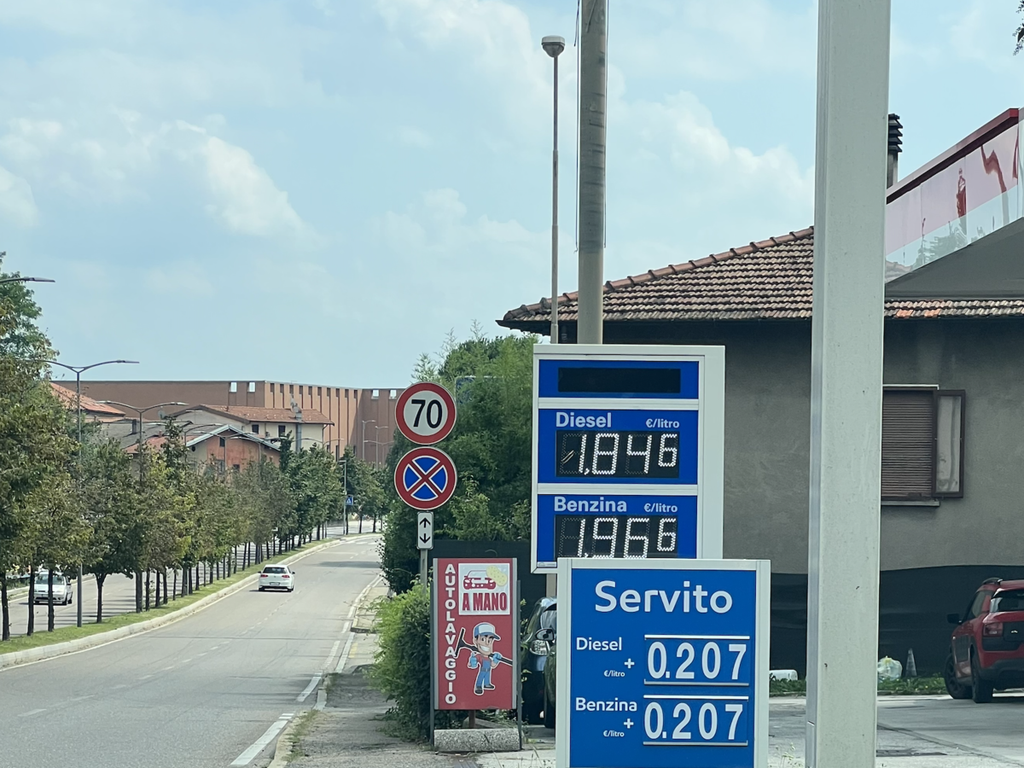 70
Diesel €/litro
1.846
Benzina €/litro
1.966
AUTOLAVAGGIO
A MANO
Servito
Diesel
+ 0.207
€/litro
Benzina
+ 0.207
€/litro